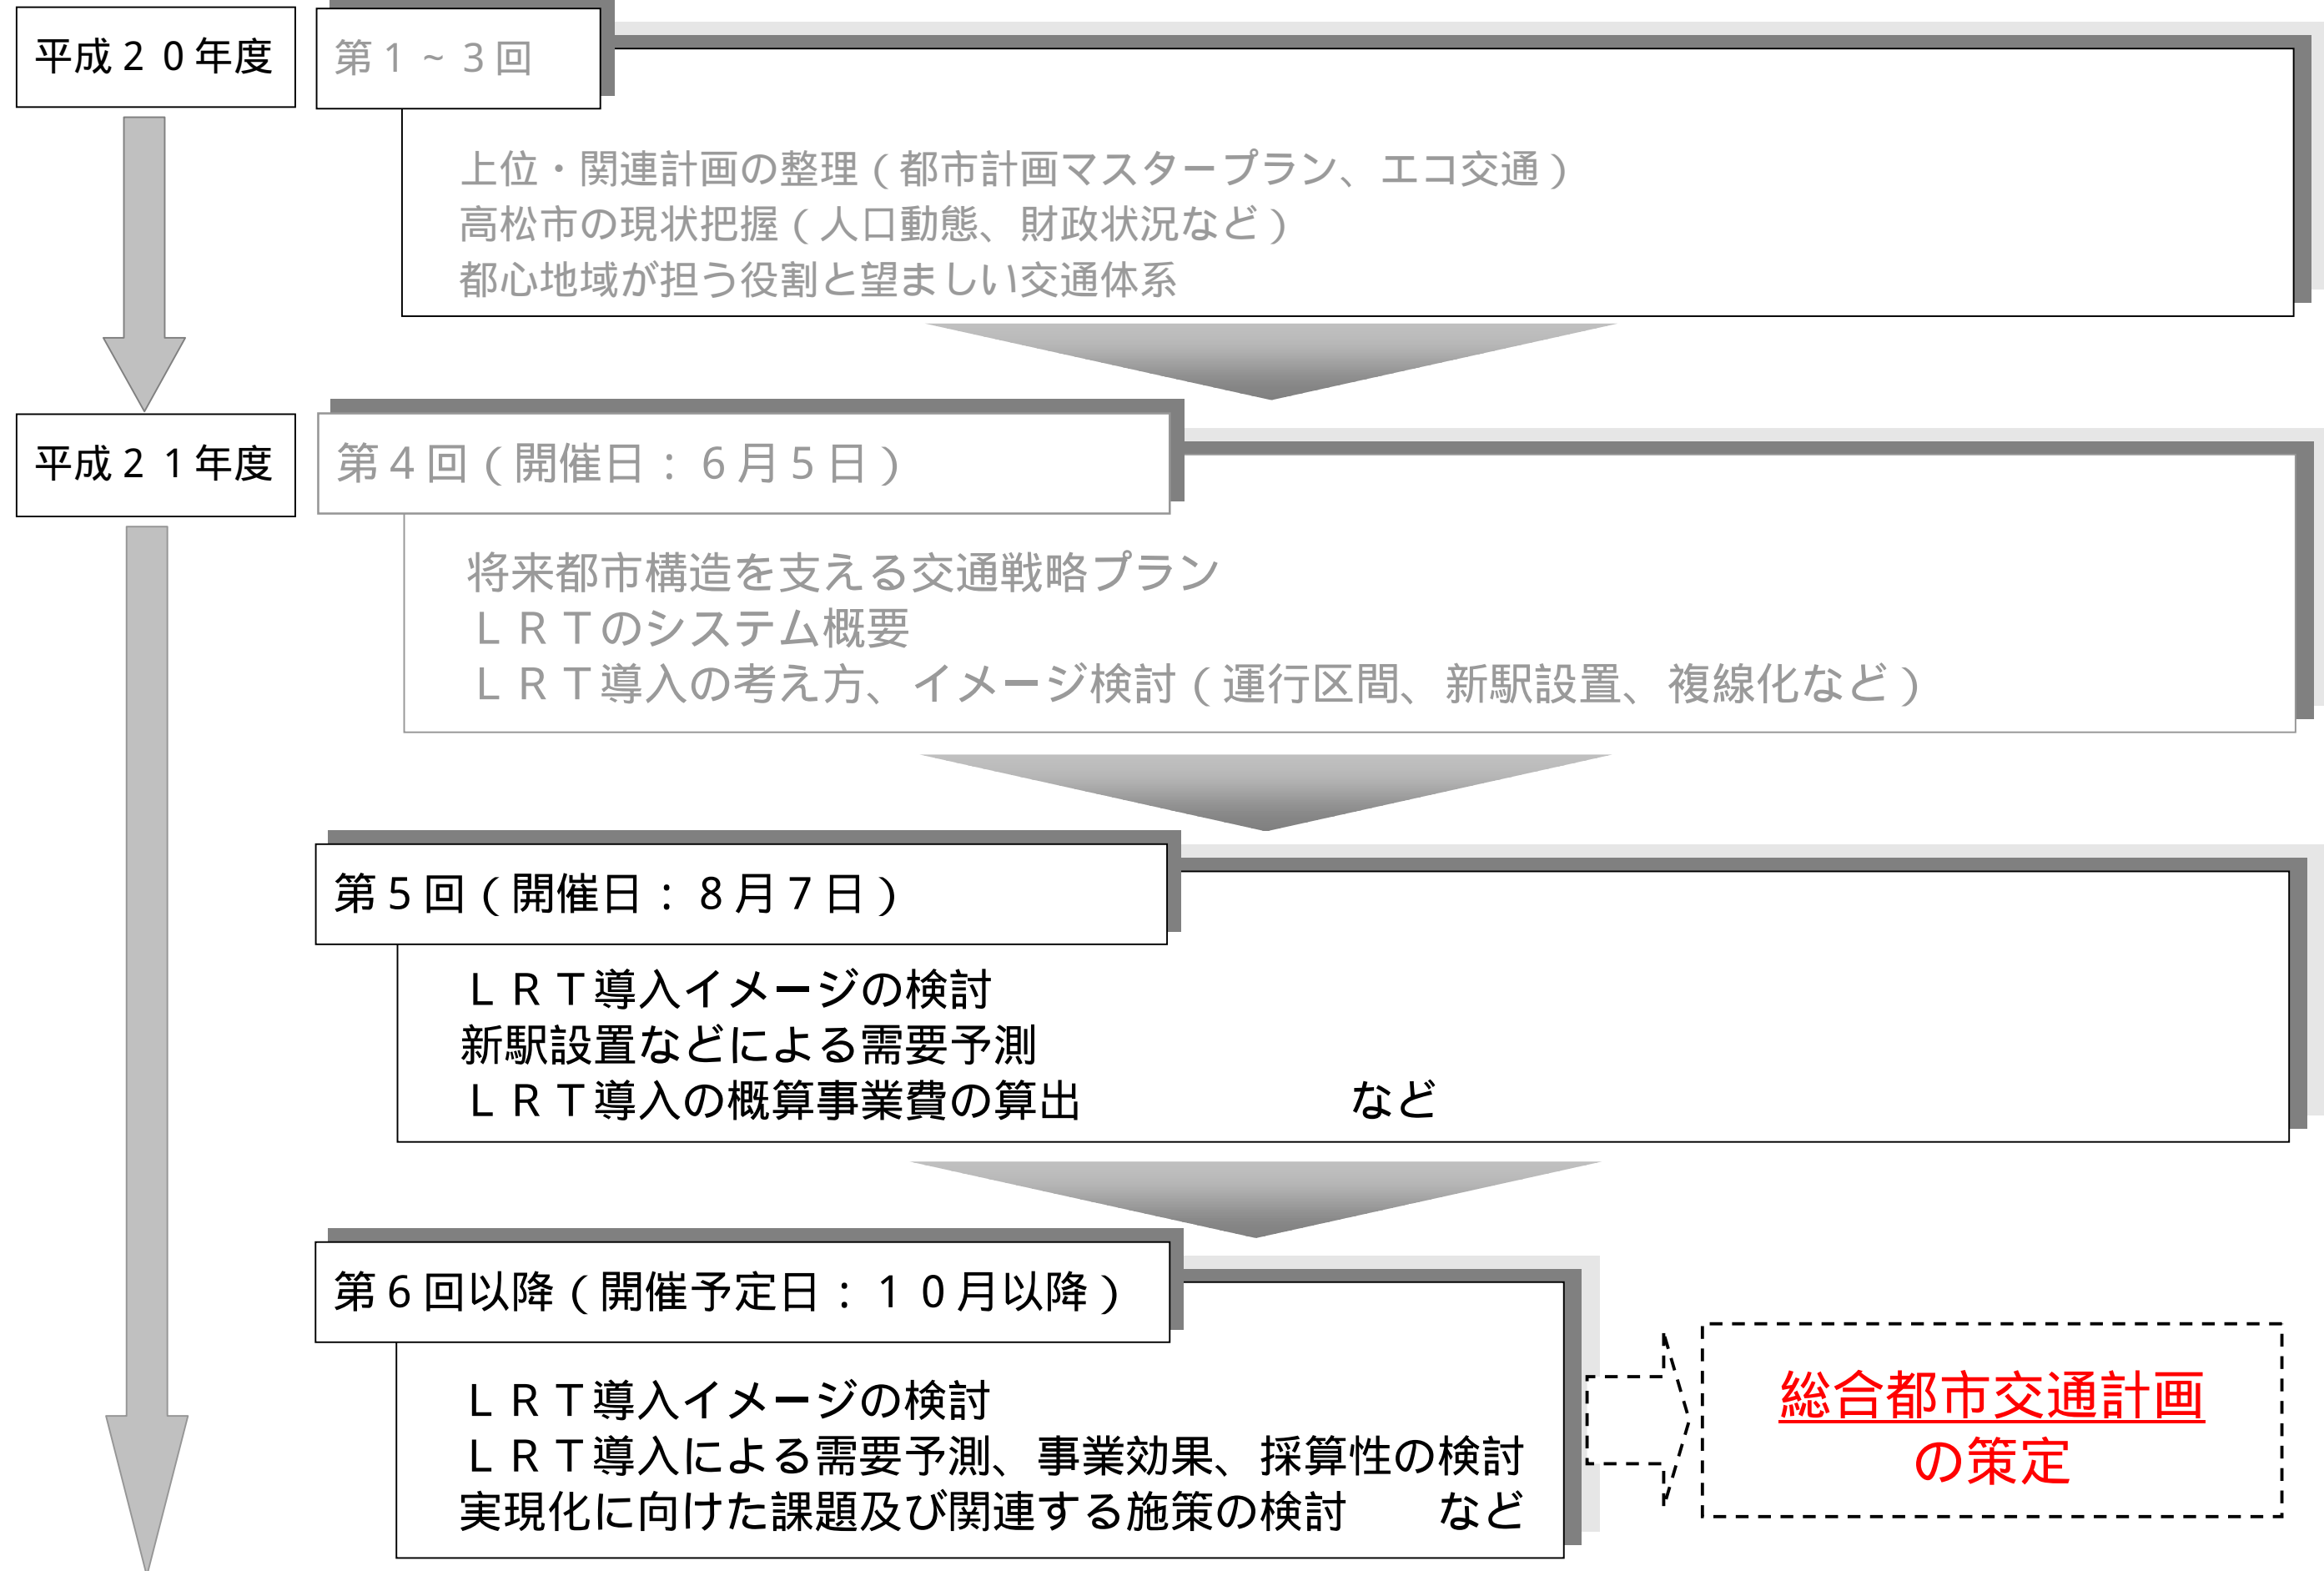 平成２０年度
第１~３回
上位・関連計画の整理（都市計画マスタープラン、エコ交通）
高松市の現状把握（人口動態、財政状況など）
都心地域が担う役割と望ましい交通体系
平成２１年度
第４回（開催日：６月５日）
将来都市構造を支える交通戦略プラン
ＬＲＴのシステム概要
ＬＲＴ導入の考え方、イメージ検討（運行区間、新駅設置、複線化など）
第５回（開催日：８月７日）
ＬＲＴ導入イメージの検討
新駅設置などによる需要予測
ＬＲＴ導入の概算事業費の算出　　　　　　など
第６回以降（開催予定日：１０月以降）
ＬＲＴ導入イメージの検討
ＬＲＴ導入による需要予測、事業効果、採算性の検討
実現化に向けた課題及び関連する施策の検討　　など
総合都市交通計画
の策定